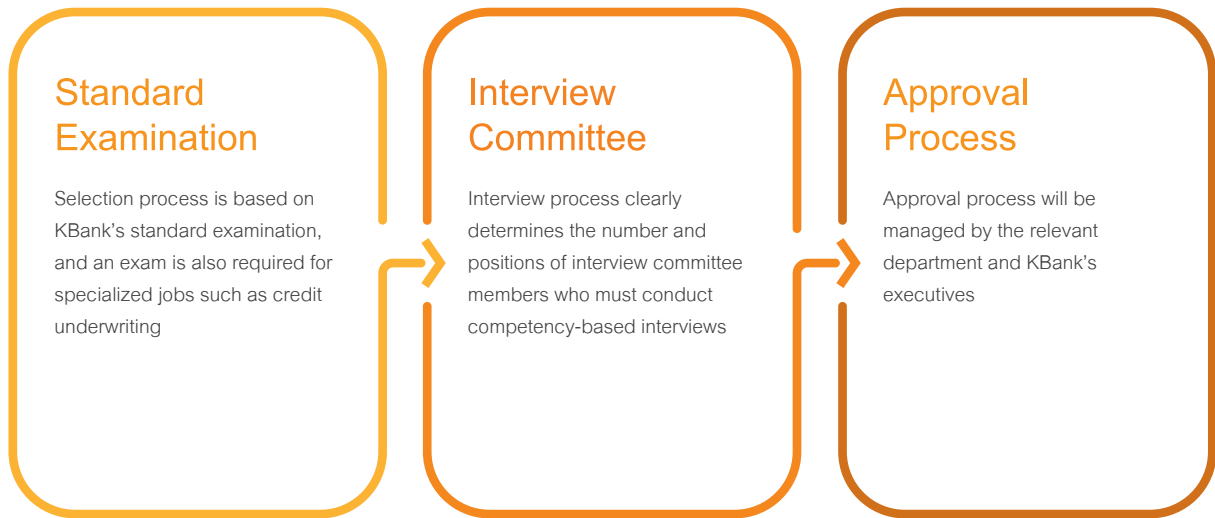 Standard
Examination
Selection process is based on
KBank’s standard examination,
and an exam is also required for
specialized jobs such as credit
underwriting
Interview
Committee
Interview process clearly
determines the number and
positions of interview committee
members who must conduct
competency-based interviews
Approval
Process
Approval process will be
managed by the relevant
department and KBank’s
executives